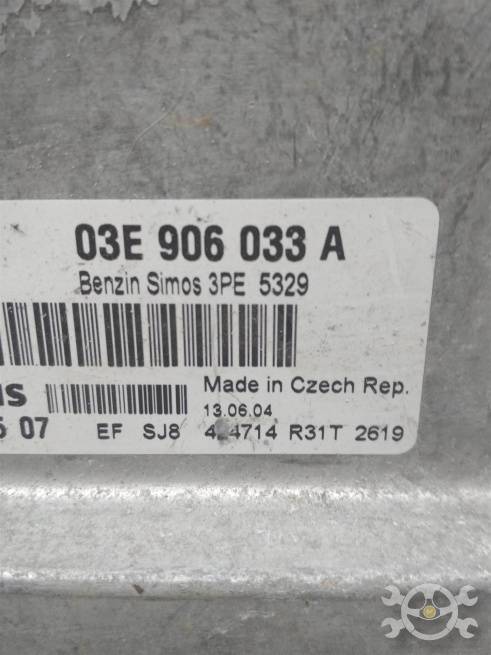 03E 906 033 A
Benzin Simos 3PE 5329
Made in Czech Rep.
13.06.04
07
EF SJ8 424714 R31T 2619